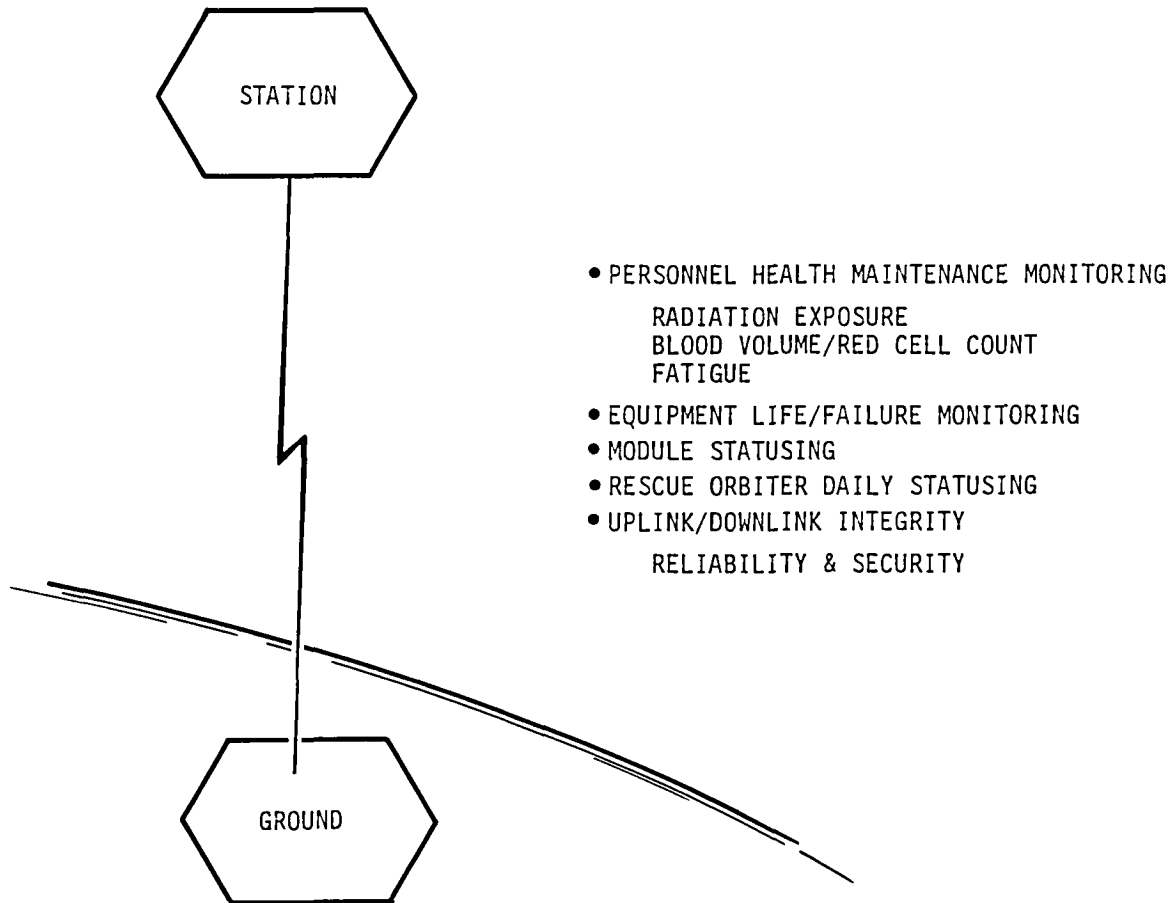 STATION
• PERSONNEL HEALTH MAINTENANCE MONITORING
RADIATION EXPOSURE
BLOOD VOLUME/RED CELL COUNT
FATIGUE
• EQUIPMENT LIFE/FAILURE MONITORING
• MODULE STATUSING
• RESCUE ORBITER DAILY STATUSING
• UPLINK/DOWNLINK INTEGRITY
RELIABILITY & SECURITY
GROUND